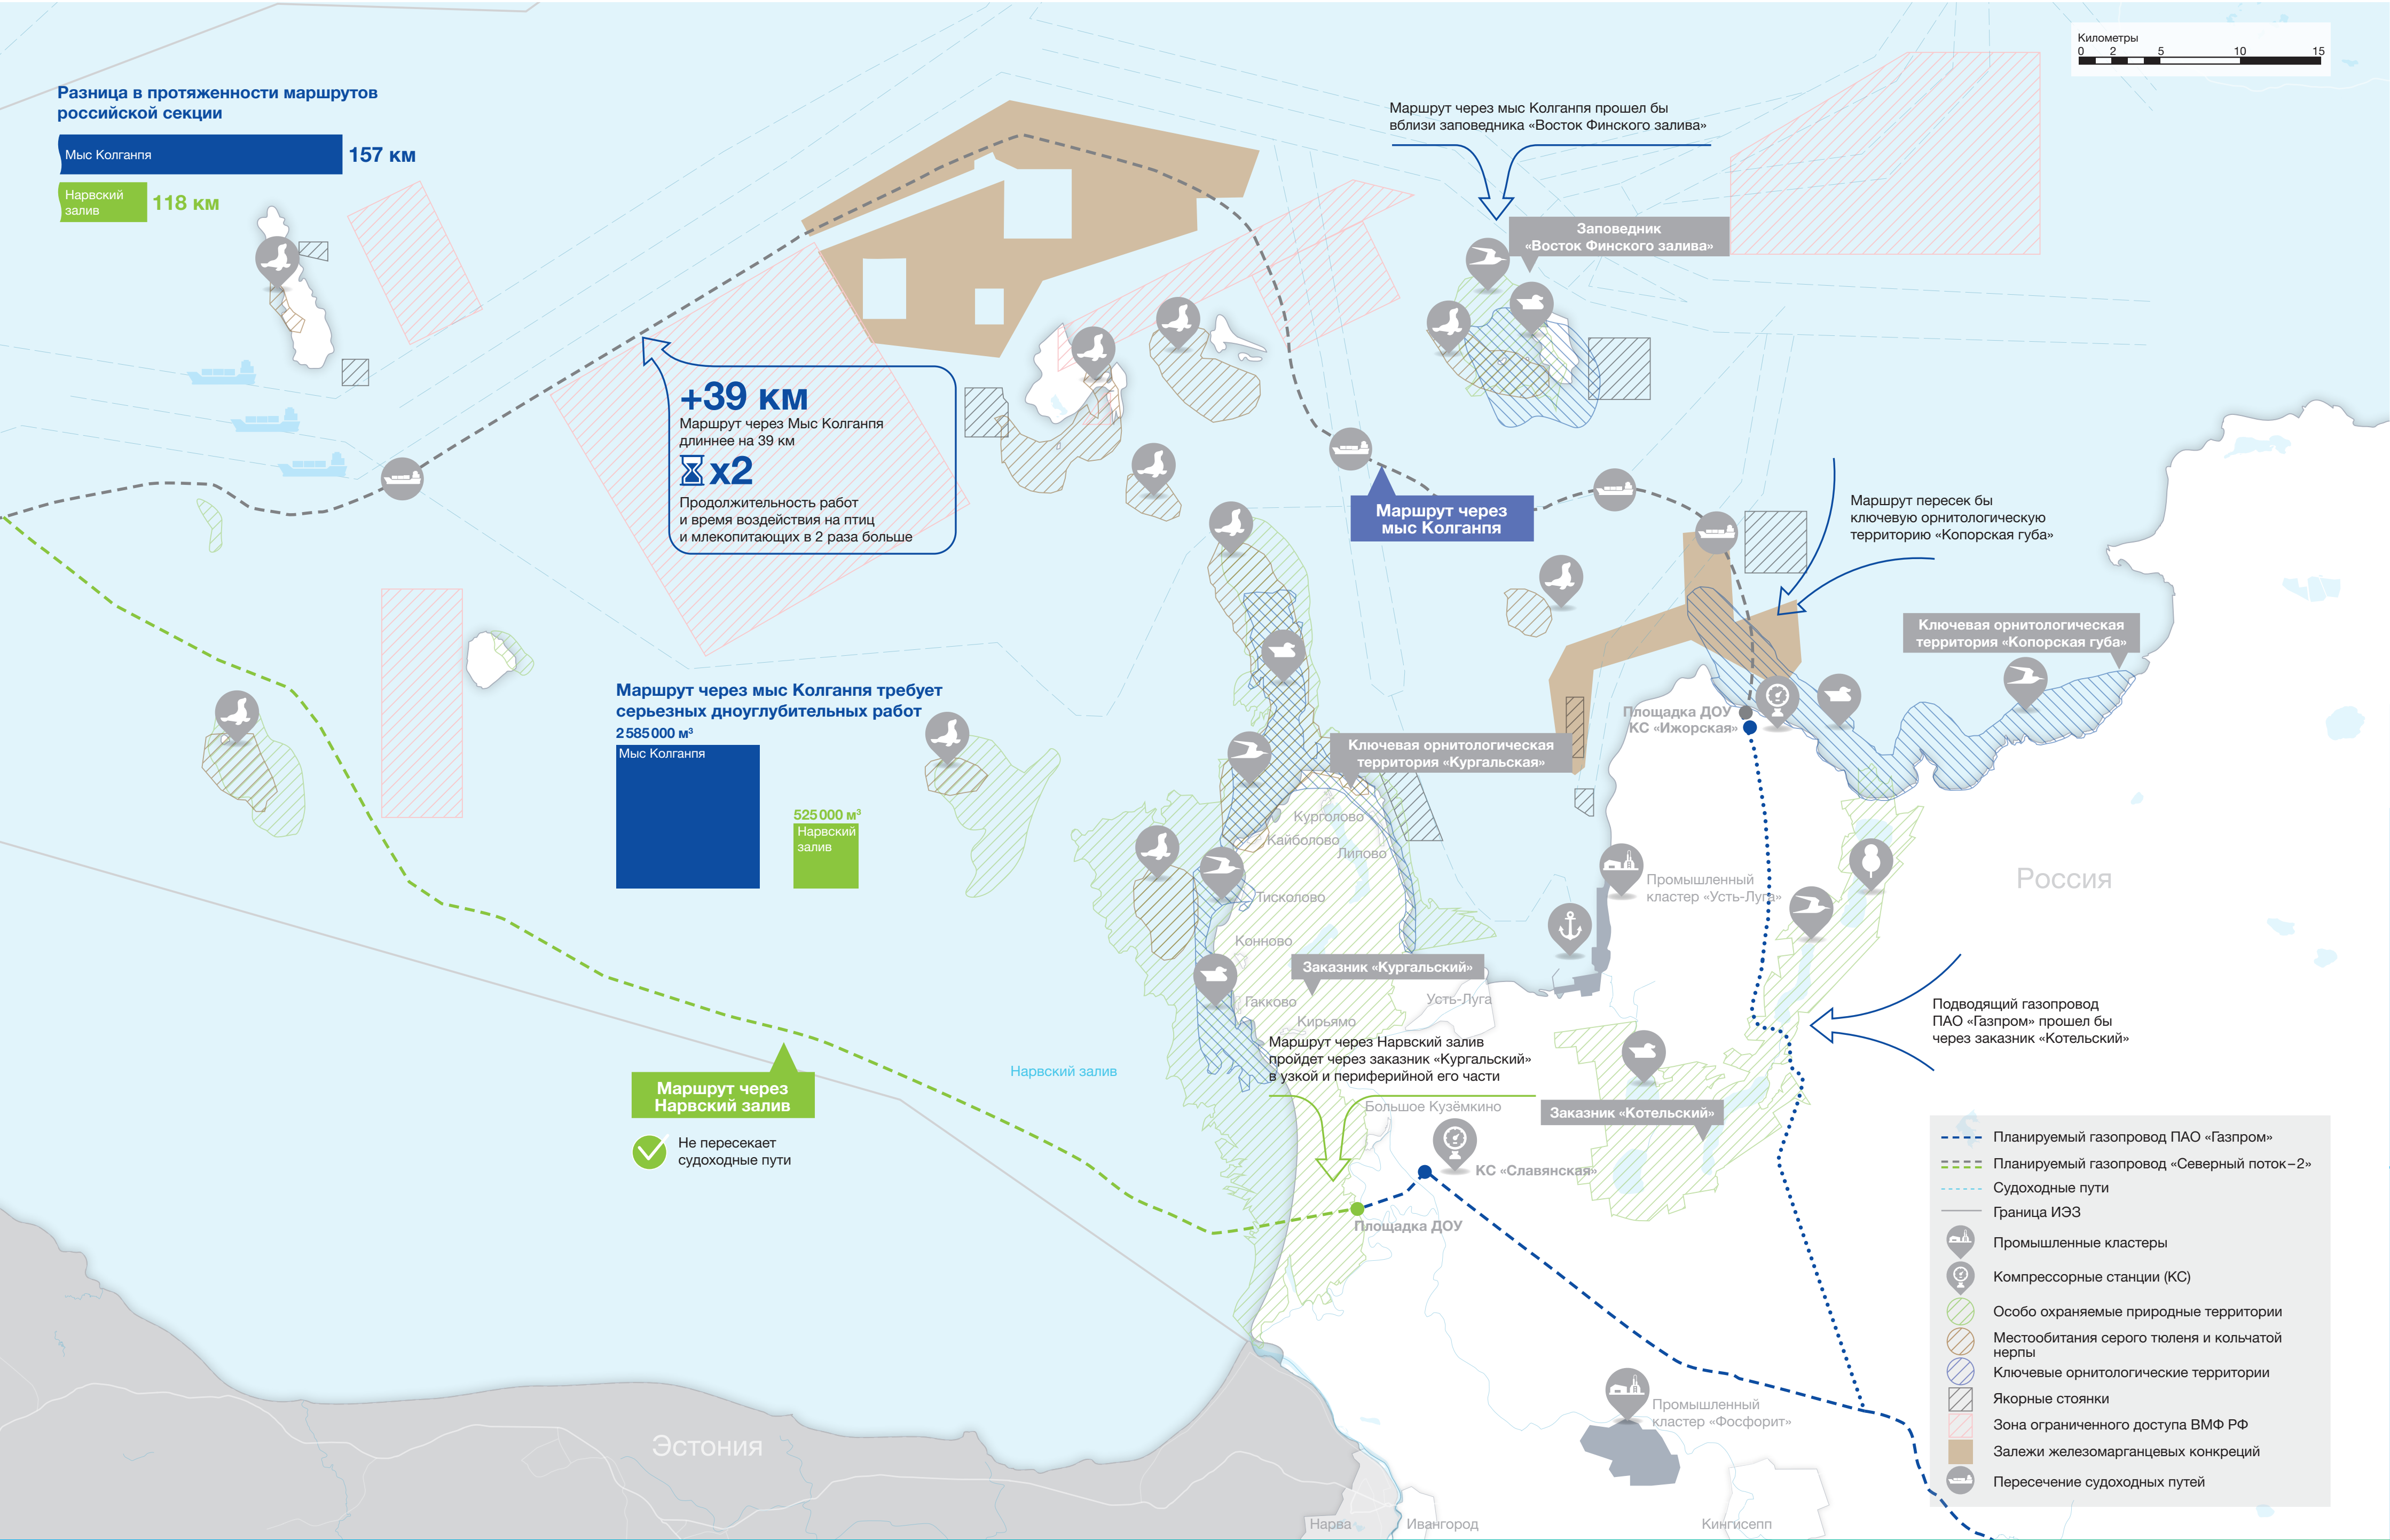 Километры
0 2 5 10 15
Разница в протяженности маршрутов
российской секции
Мыс Колганпя
157 км
Нарвский
залив
118 км
Маршрут через мыс Колганпя прошел бы
вблизи заповедника «Восток Финского залива»
Заповедник
«Восток Финского залива»
+39 км
Маршрут через Мыс Колганпя
длиннее на 39 км
x2
Продолжительность работ
и время воздействия на птиц
и млекопитающих в 2 раза больше
Маршрут через
мыс Колганпя
Маршрут пересек бы
ключевую орнитологическую
территорию «Копорская губа»
Ключевая орнитологическая
территория «Копорская губа»
Маршрут через мыс Колганпя требует
серьезных дноуглубительных работ
2 585 000 м³
Мыс Колганпя
525 000 м³
Нарвский
залив
Площадка ДОУ
КС «Ижорская»
Ключевая орнитологическая
территория «Кургальская»
Курголово
Кайболово
Липово
Тисколово
Конново
Гакково
Кирьямо
Заказник «Кургальский»
Усть-Луга
Промышленный
кластер «Усть-Луга»
Россия
Подводящий газопровод
ПАО «Газпром» прошел бы
через заказник «Котельский»
Маршрут через Нарвский залив
пройдет через заказник «Кургальский»
в узкой и периферийной его части
Нарвский залив
Маршрут через
Нарвский залив
Не пересекает
судоходные пути
Большое Кузёмкино
Заказник «Котельский»
КС «Славянская»
Площадка ДОУ
Промышленный
кластер «Фосфорит»
Эстония
Нарва
Ивангород
Кингисепп
Планируемый газопровод ПАО «Газпром»
Планируемый газопровод «Северный поток–2»
Судоходные пути
Граница ИЭЗ
Промышленные кластеры
Компрессорные станции (КС)
Особо охраняемые природные территории
Местообитания серого тюленя и кольчатой
нерпы
Ключевые орнитологические территории
Якорные стоянки
Зона ограниченного доступа ВМФ РФ
Залежи железомарганцевых конкреций
Пересечение судоходных путей